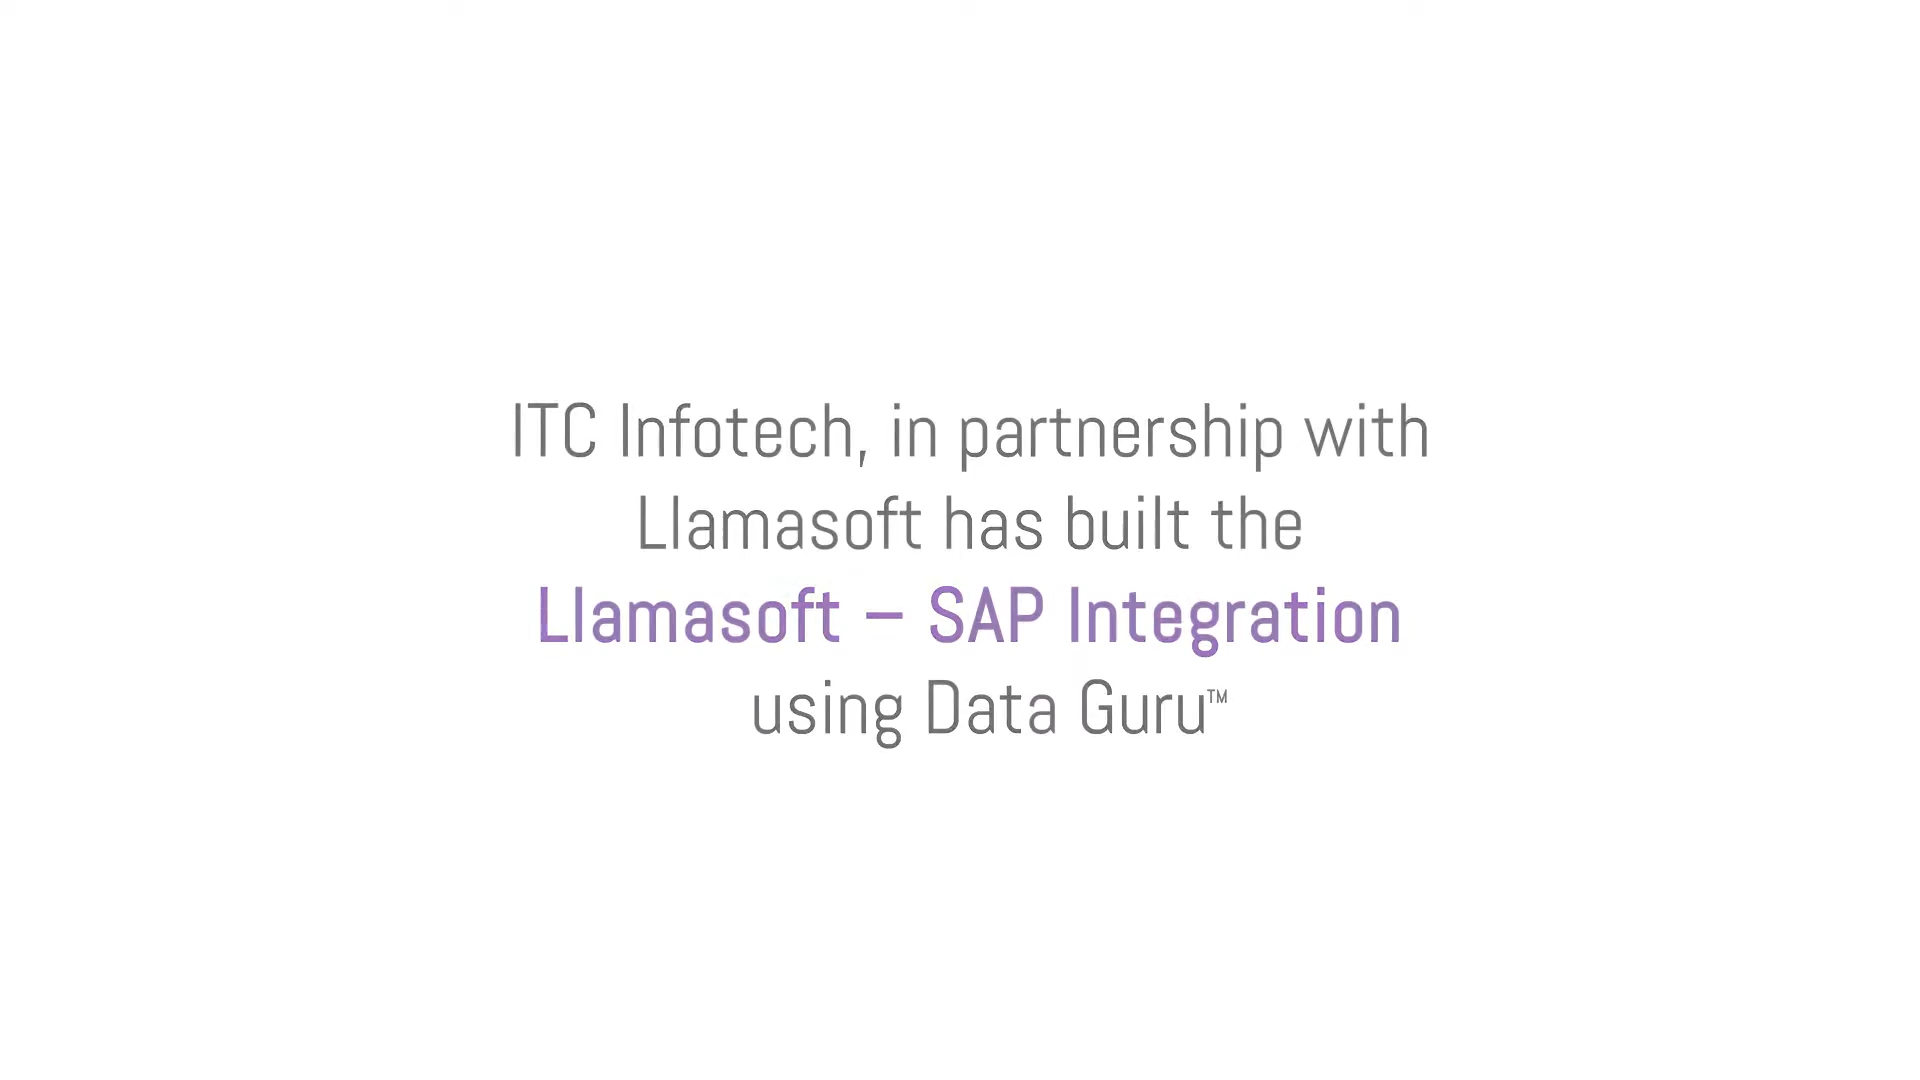 ITC Infotech, in partnership with
Llamasoft has built the
Llamasoft – SAP Integration
using Data Guru™